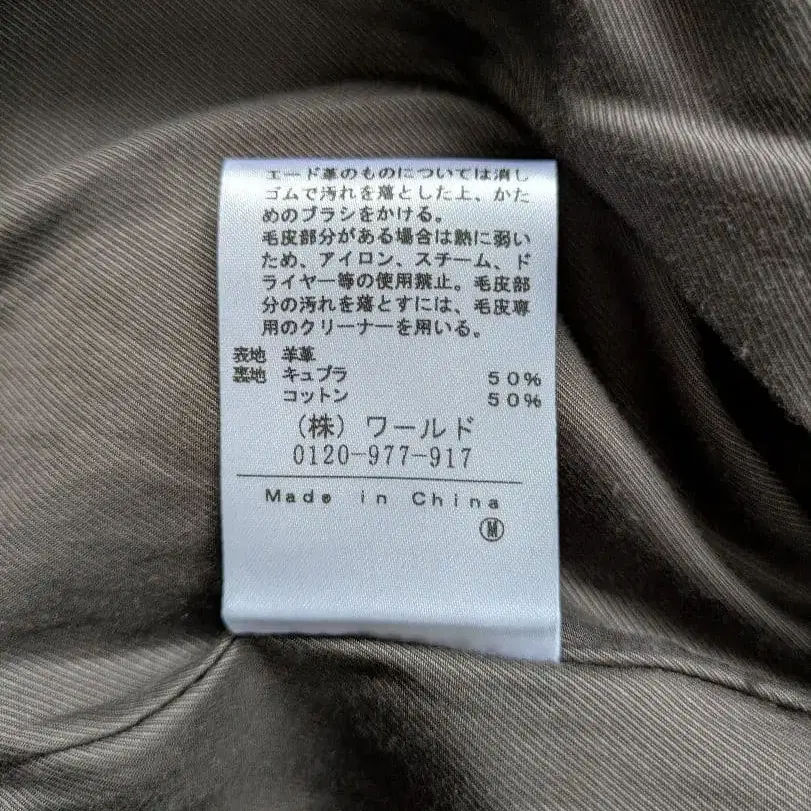 ェード革のものについては消し
ゴムで汚れを落とした上、かた
めのブラシをかける。
毛皮部分がある場合は熱に弱い
ため、アイロン、スチーム、ド
ライヤー等の使用禁止。毛皮部
分の汚れを落とすには、毛皮専
用のクリーナーを用いる。
表地 羊革
裏地 キュプラ 50%
コットン 50%
(株) ワールド
0120-977-917
Made in China
Ⓜ